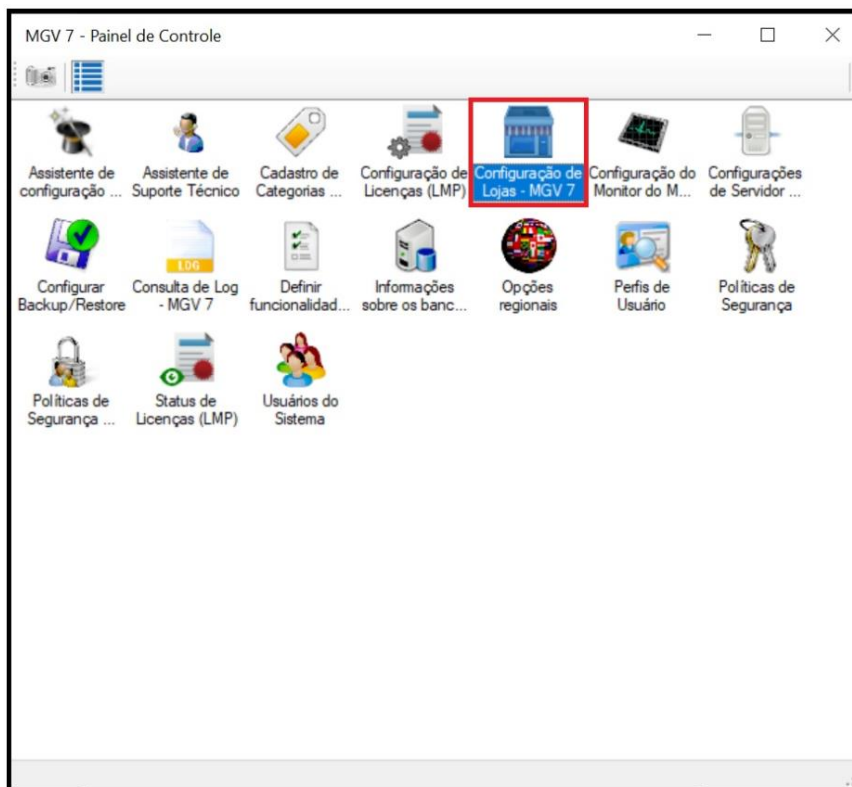 MGV 7 - Painel de Controle
Assistente de
configuração ...
Assistente de
Suporte Técnico
Cadastro de
Categorias ...
Configuração de
Licenças (LMP)
Configuração de
Lojas - MGV 7
Configuração do
Monitor do M...
Configurações
de Servidor ...
Configurar
Backup/Restore
LOG
Consulta de Log
- MGV 7
Definir
funcionalidad...
Informações
sobre os banc...
Opções
regionais
Perfis de
Usuário
Políticas de
Segurança
Políticas de
Segurança ...
Status de
Licenças (LMP)
Usuários do
Sistema